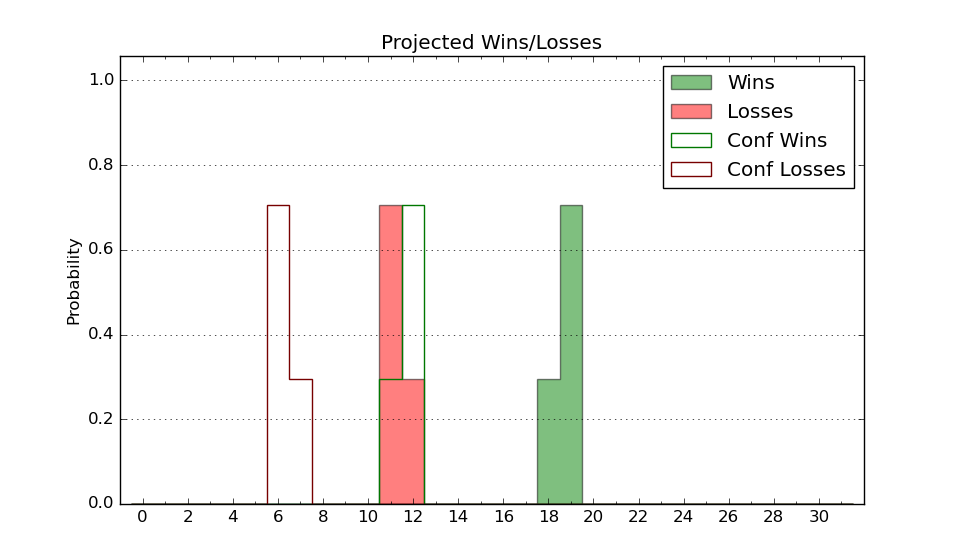 Projected Wins/Losses
Wins
Losses
Conf Wins
Conf Losses
Probability
1.0
0.8
0.6
0.4
0.2
0.0
0 2 4 6 8 10 12 14 16 18 20 22 24 26 28 30